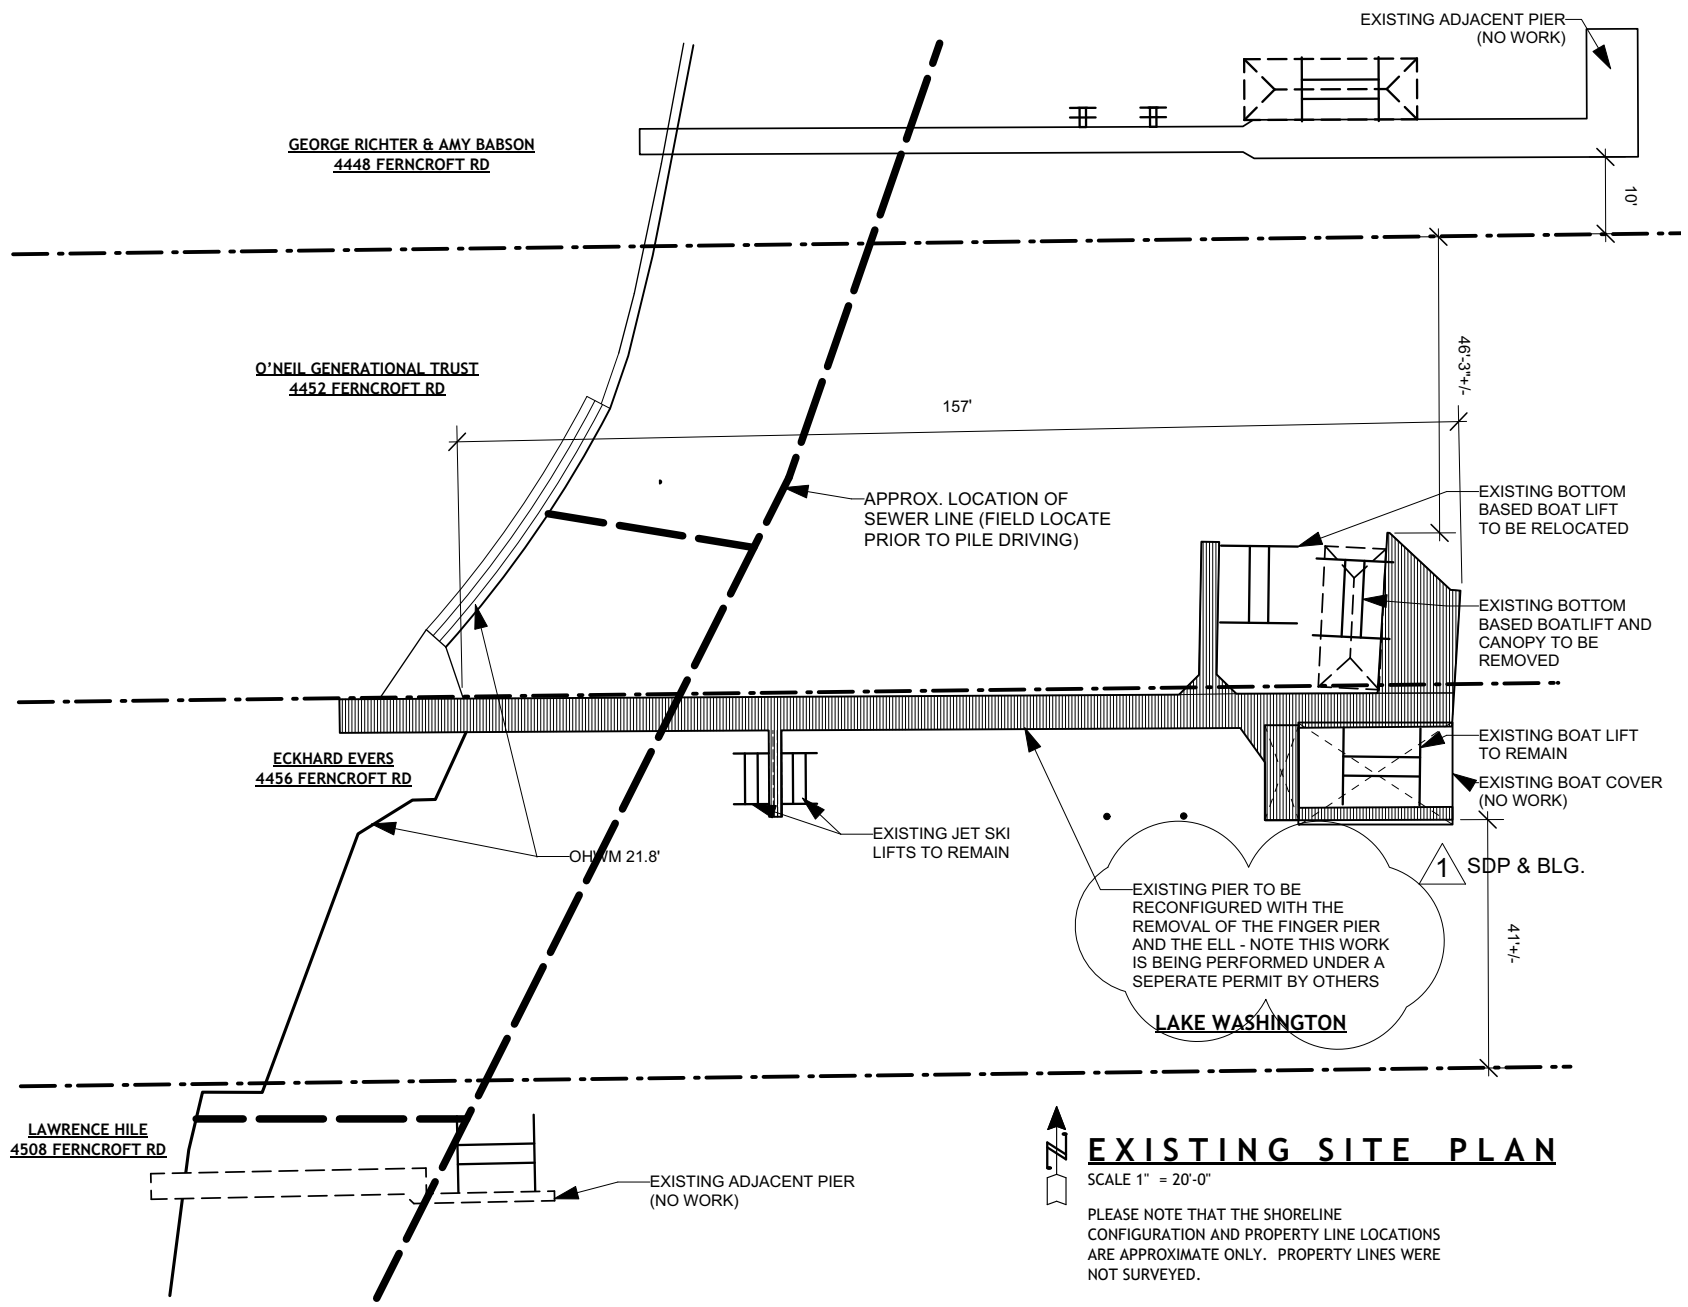 EXISTING ADJACENT PIER
(NO WORK)
GEORGE RICHTER & AMY BABSON
4448 FERNCROFT RD
10'
O'NEIL GENERATIONAL TRUST
4452 FERNCROFT RD
46'-3"+/-
157'
APPROX. LOCATION OF
SEWER LINE (FIELD LOCATE
PRIOR TO PILE DRIVING)
EXISTING BOTTOM
BASED BOAT LIFT
TO BE RELOCATED
EXISTING BOTTOM
BASED BOATLIFT AND
CANOPY TO BE
REMOVED
EXISTING BOAT LIFT
TO REMAIN
EXISTING BOAT COVER
(NO WORK)
ECKHARD EVERS
4456 FERNCROFT RD
EXISTING JET SKI
LIFTS TO REMAIN
OHWM 21.8'
1 SDP & BLG.
EXISTING PIER TO BE
RECONFIGURED WITH THE
REMOVAL OF THE FINGER PIER
AND THE ELL - NOTE THIS WORK
IS BEING PERFORMED UNDER A
SEPERATE PERMIT BY OTHERS
41'+/-
LAKE WASHINGTON
LAWRENCE HILE
4508 FERNCROFT RD
EXISTING ADJACENT PIER
(NO WORK)
N
EXISTING SITE PLAN
SCALE 1" = 20'-0"
PLEASE NOTE THAT THE SHORELINE
CONFIGURATION AND PROPERTY LINE LOCATIONS
ARE APPROXIMATE ONLY. PROPERTY LINES WERE
NOT SURVEYED.